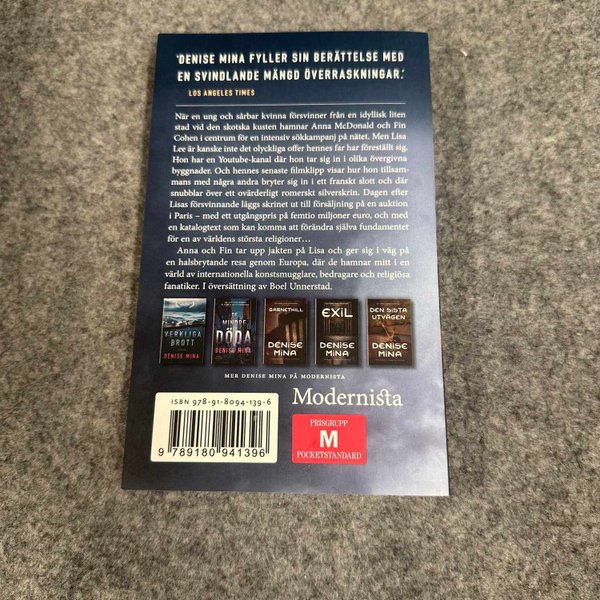 'DENISE MINA FYLLER SIN BERÄTTELSE MED
EN SVINDLANDE MÄNGD ÖVERRASKNINGAR.'
LOS ANGELES TIMES
När en ung och sårbar kvinna försvinner från en idyllisk liten
stad vid den skotska kusten hamnar Anna McDonald och Fin
Cohen i centrum för en intensiv sökkampanj på nätet. Men Lisa
Lee är kanske inte det olyckliga offer hennes far har föreställt sig.
Hon har en Youtube-kanal där hon tar sig in i olika övergivna
byggnader. Och hennes senaste filmklipp visar hur hon tillsam-
mans med några andra bryter sig in i ett franskt slott och där
snubblar över ett ovärderligt romerskt silverskrin. Dagen efter
Lisas försvinnande läggs skrinet ut till försäljning på en auktion
i Paris – med ett utgångspris på femtio miljoner euro, och med
en katalogtext som kan komma att förändra själva fundamentet
för en av världens största religioner…
Anna och Fin tar upp jakten på Lisa och ger sig i väg på
en halsbrytande resa genom Europa, där de hamnar mitt i en
värld av internationella konstsmugglare, bedragare och religiösa
fanatiker. I översättning av Boel Unnerstad.
VERKLIGA
BROTT
DENISE MINA
DE
MINDRE
DÖDA
DENISE MINA
GARNETHILL
DENISE
MINA
EXIL
DENISE
MINA
DEN SISTA
UTVÄGEN
DENISE
MINA
MER DENISE MINA PÅ MODERNISTA
ISBN 978-91-8094-139-6
9 789180 941396
Modernista
PRISGRUPP
M
POCKETSTANDARD